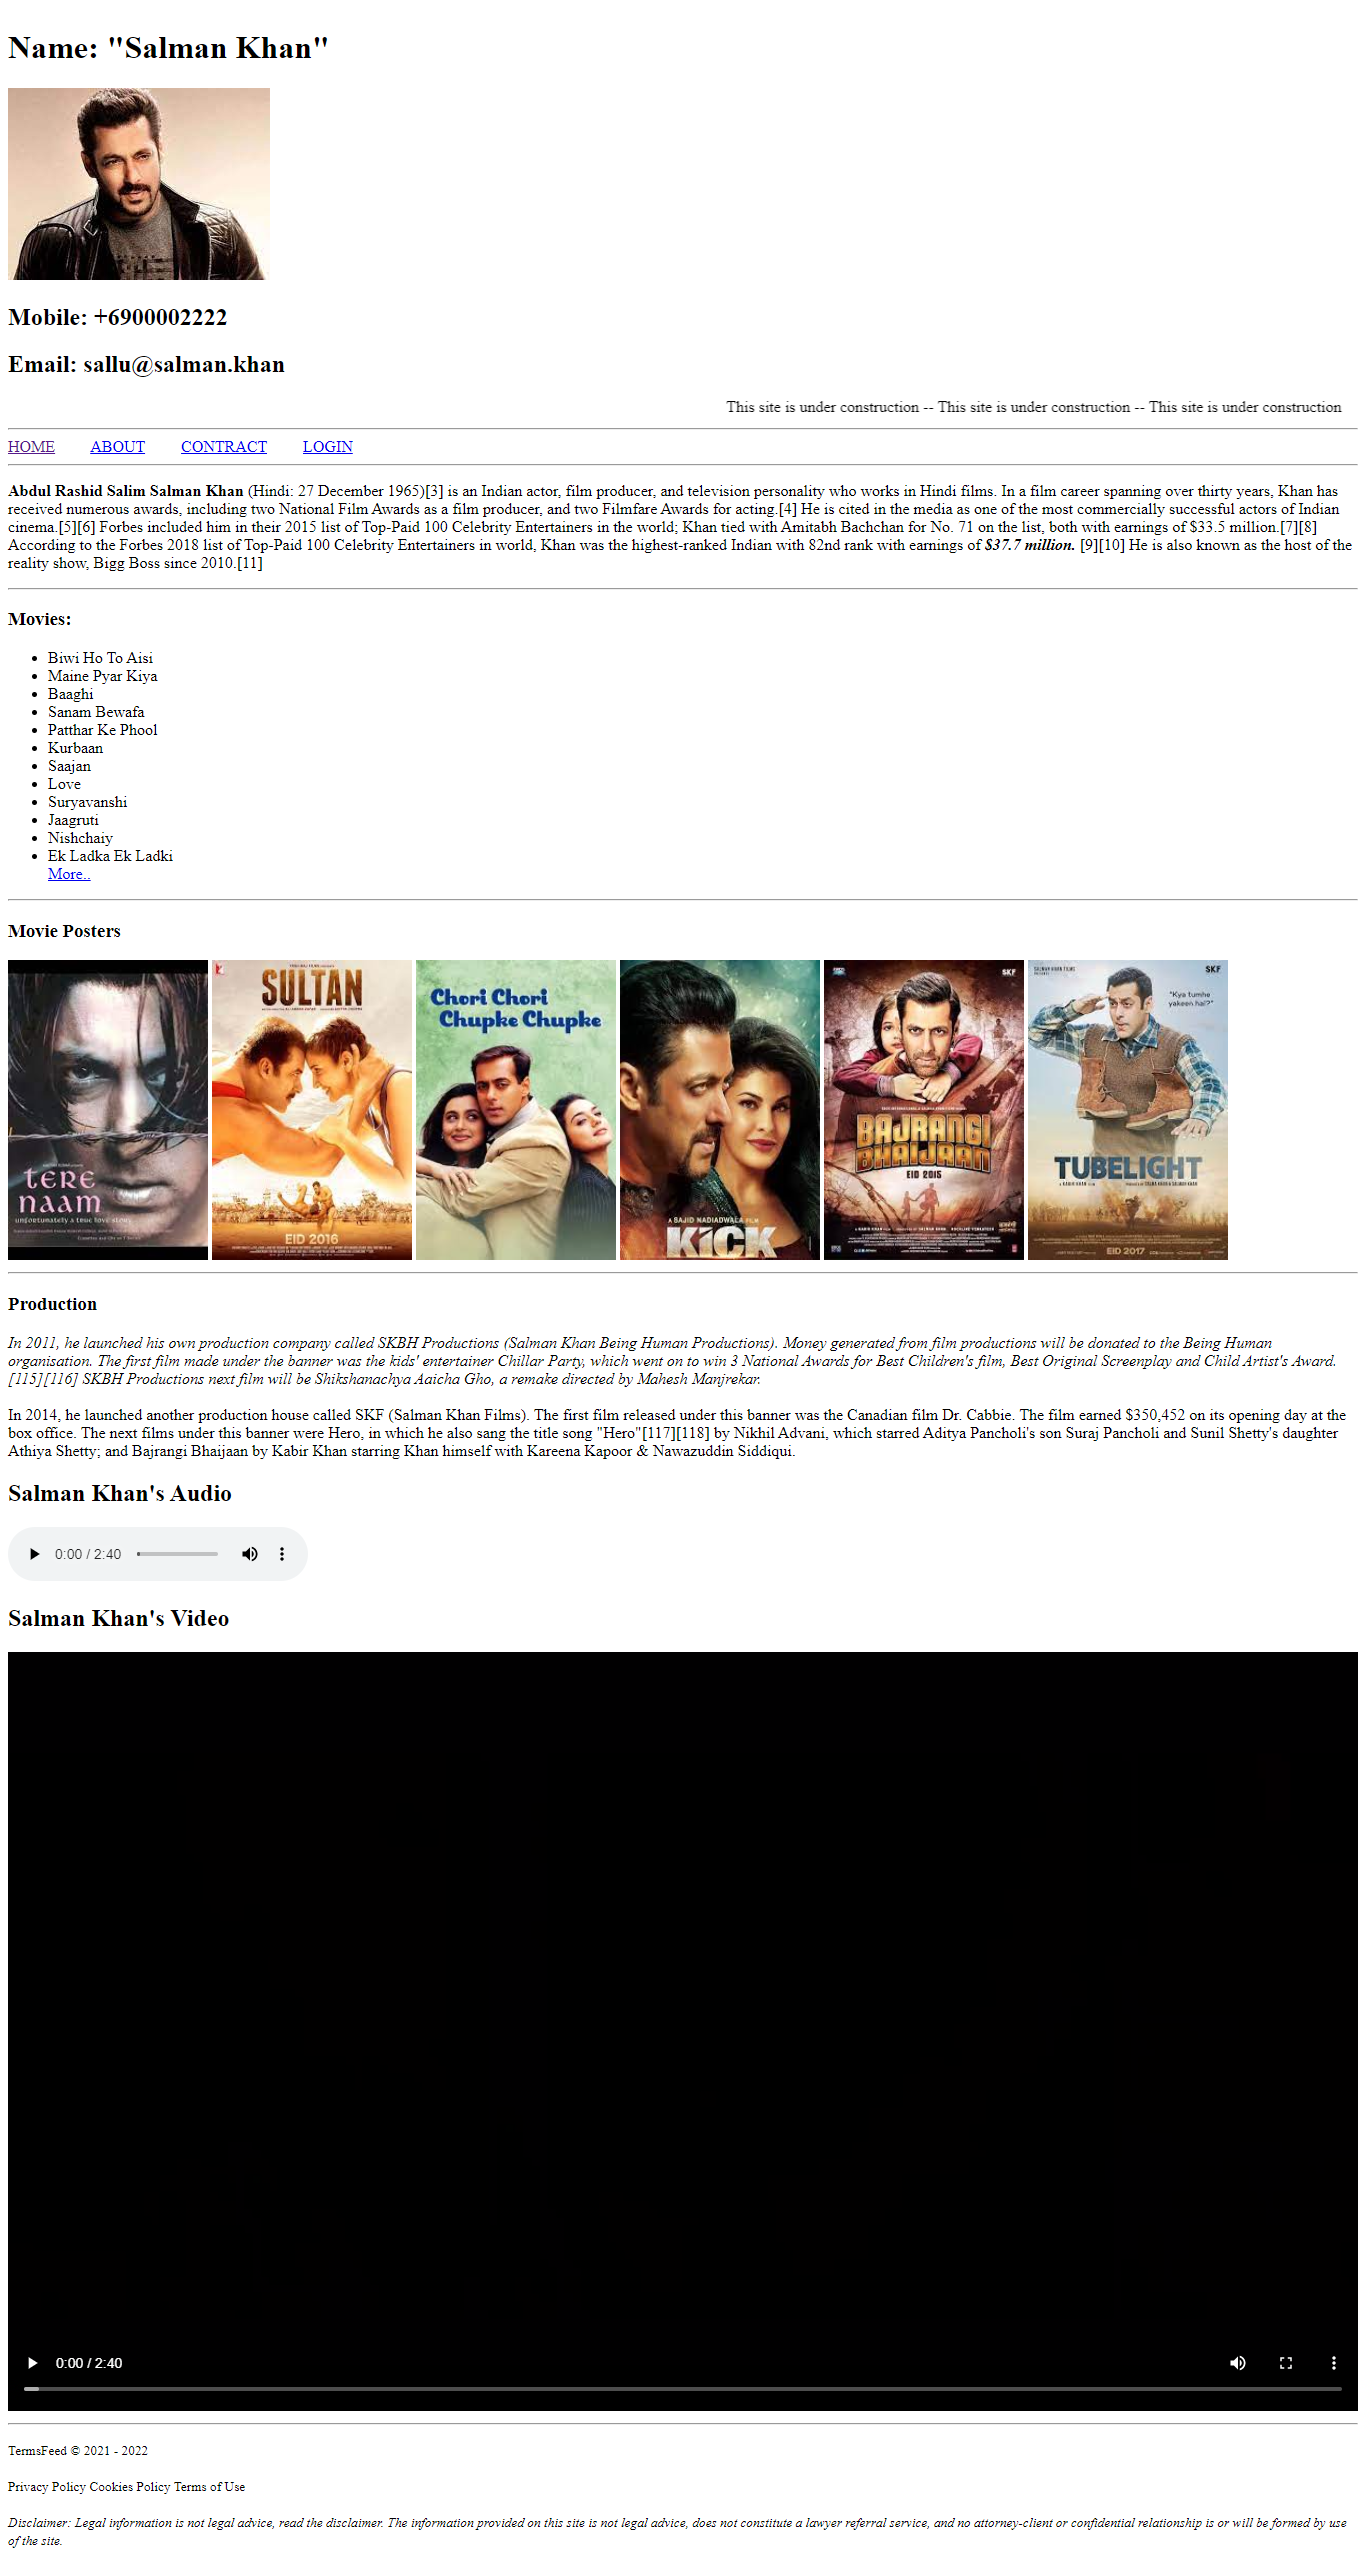 Name: "Salman Khan"
Mobile: +6900002222
Email: sallu@salman.khan
This site is under construction -- This site is under construction -- This site is under construction
HOME ABOUT CONTRACT LOGIN
Abdul Rashid Salim Salman Khan (Hindi: 27 December 1965)[3] is an Indian actor, film producer, and television personality who works in Hindi films. In a film career spanning over thirty years, Khan has
received numerous awards, including two National Film Awards as a film producer, and two Filmfare Awards for acting.[4] He is cited in the media as one of the most commercially successful actors of Indian
cinema.[5][6] Forbes included him in their 2015 list of Top-Paid 100 Celebrity Entertainers in the world; Khan tied with Amitabh Bachchan for No. 71 on the list, both with earnings of $33.5 million.[7][8]
According to the Forbes 2018 list of Top-Paid 100 Celebrity Entertainers in world, Khan was the highest-ranked Indian with 82nd rank with earnings of $37.7 million. [9][10] He is also known as the host of the
reality show, Bigg Boss since 2010.[11]
Movies:
Biwi Ho To Aisi
Maine Pyar Kiya
Baaghi
Sanam Bewafa
Patthar Ke Phool
Kurbaan
Saajan
Love
Suryavanshi
Jaagruti
Nishchaiy
Ek Ladka Ek Ladki
More..
Movie Posters
TERE
NAAM
unfortunately a true love story
SULTAN
EID 2016
Chori Chori
Chupke Chupke
A SAJID NADIADWALA FILM
KICK
SKF
BAJRANGI
BHAIJAAN
EID 2015
SALMAN KHAN FILMS
SKF
"Kya tumhe
yakeen hai?"
TUBELIGHT
EID 2017
Production
In 2011, he launched his own production company called SKBH Productions (Salman Khan Being Human Productions). Money generated from film productions will be donated to the Being Human
organisation. The first film made under the banner was the kids' entertainer Chillar Party, which went on to win 3 National Awards for Best Children's film, Best Original Screenplay and Child Artist's Award.
[115][116] SKBH Productions next film will be Shikshanachya Aaicha Gho, a remake directed by Mahesh Manjrekar.
In 2014, he launched another production house called SKF (Salman Khan Films). The first film released under this banner was the Canadian film Dr. Cabbie. The film earned $350,452 on its opening day at the
box office. The next films under this banner were Hero, in which he also sang the title song "Hero"[117][118] by Nikhil Advani, which starred Aditya Pancholi's son Suraj Pancholi and Sunil Shetty's daughter
Athiya Shetty; and Bajrangi Bhaijaan by Kabir Khan starring Khan himself with Kareena Kapoor & Nawazuddin Siddiqui.
Salman Khan's Audio
0:00 / 2:40
Salman Khan's Video
0:00 / 2:40
TermsFeed © 2021 - 2022
Privacy Policy Cookies Policy Terms of Use
Disclaimer: Legal information is not legal advice, read the disclaimer. The information provided on this site is not legal advice, does not constitute a lawyer referral service, and no attorney-client or confidential relationship is or will be formed by use
of the site.